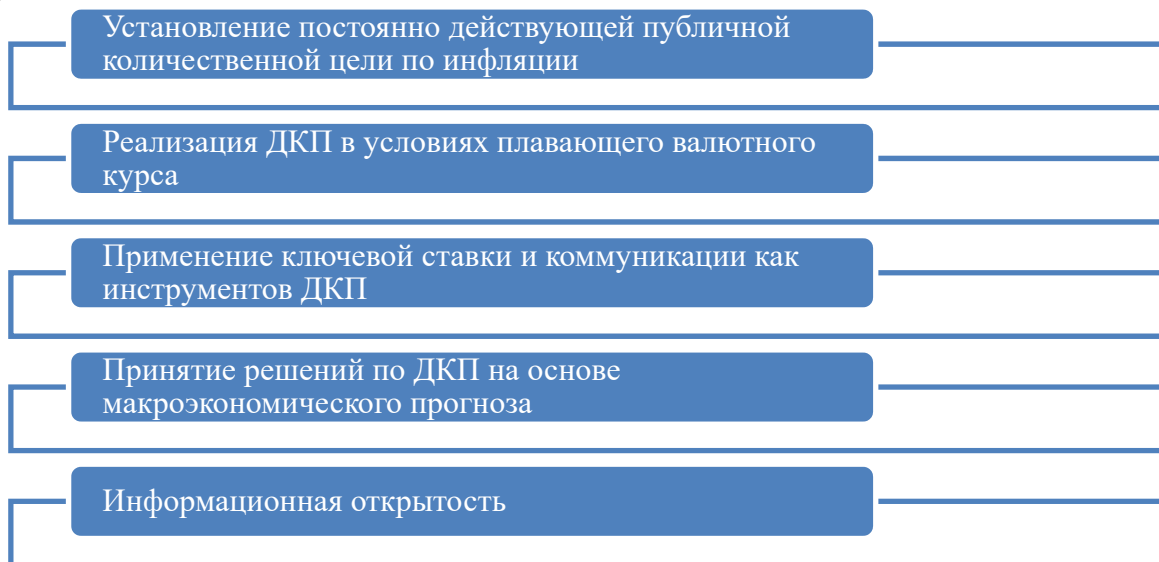 Установление постоянно действующей публичной
количественной цели по инфляции
Реализация ДКП в условиях плавающего валютного
курса
Применение ключевой ставки и коммуникации как
инструментов ДКП
Принятие решений по ДКП на основе
макроэкономического прогноза
Информационная открытость